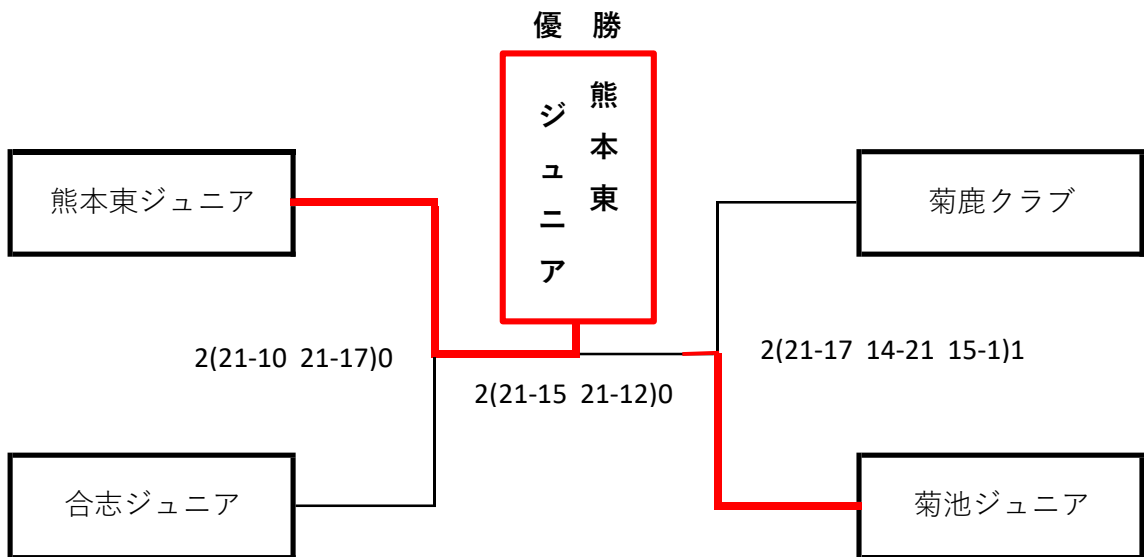 優 勝
熊本東
ジュニア
熊本東ジュニア
菊鹿クラブ
2(21-10 21-17)0
2(21-17 14-21 15-1)1
2(21-15 21-12)0
合志ジュニア
菊池ジュニア